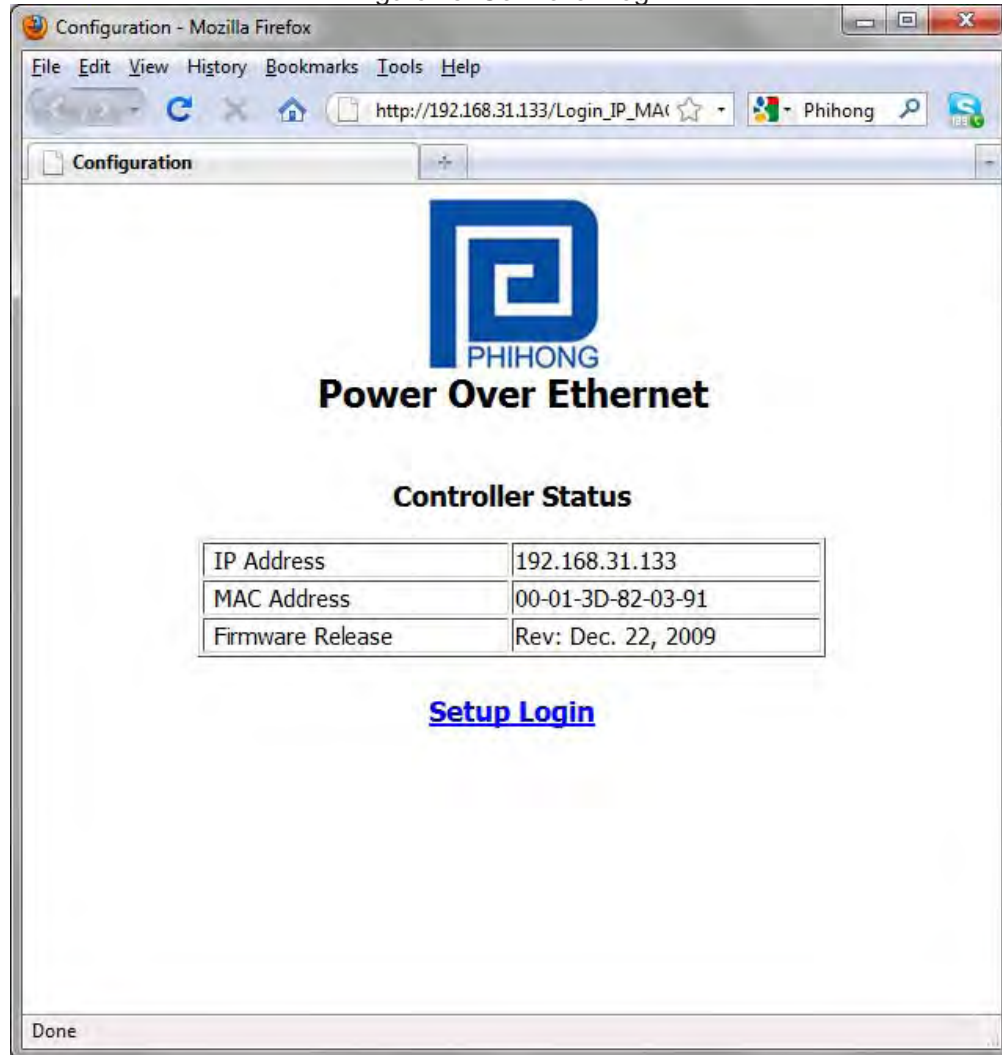 Configuration - Mozilla Firefox
File Edit View History Bookmarks Tools Help
http://192.168.31.133/Login_IP_MA Phihong
Configuration
PHIHONG
Power Over Ethernet
Controller Status
IP Address 192.168.31.133
MAC Address 00-01-3D-82-03-91
Firmware Release Rev: Dec. 22, 2009
Setup Login
Done